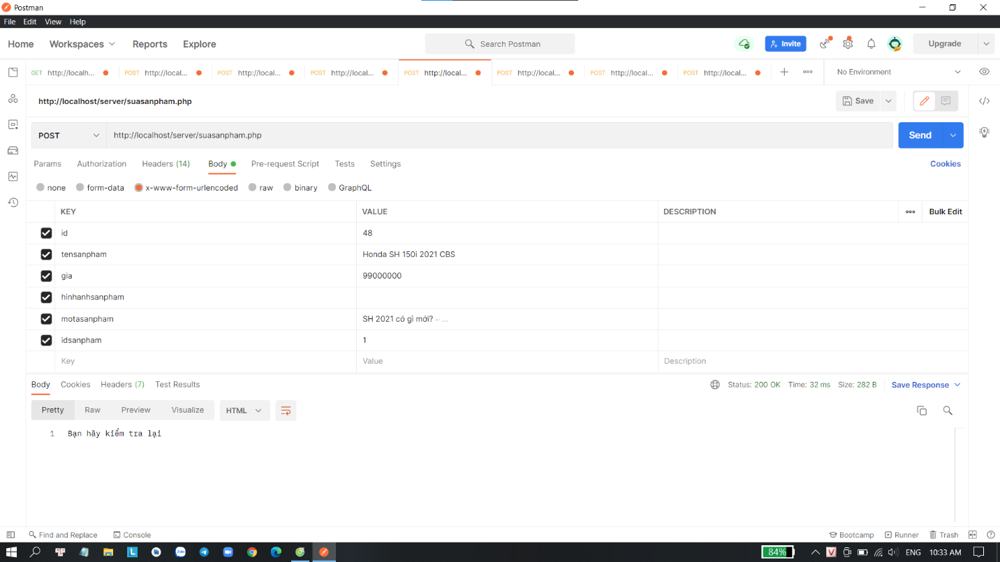 Postman
File Edit View Help
Home Workspaces Reports Explore Search Postman Invite Upgrade
GET http://localh... POST http://local... POST http://local... POST http://local... POST http://local... POST http://local... POST http://local... POST http://local... No Environment
http://localhost/server/suasanpham.php Save
POST http://localhost/server/suasanpham.php Send
Params Authorization Headers (14) Body Pre-request Script Tests Settings Cookies
none form-data x-www-form-urlencoded raw binary GraphQL
KEY VALUE DESCRIPTION Bulk Edit
id 48
tensanpham Honda SH 150i 2021 CBS
gia 99000000
hinhanhsanpham
motasanpham SH 2021 có gì mới? ...
idsanpham 1
Key Value Description
Body Cookies Headers (7) Test Results Status: 200 OK Time: 32 ms Size: 282 B Save Response
Pretty Raw Preview Visualize HTML
1 Bạn hãy kiểm tra lại
Find and Replace Console Bootcamp Runner Trash
L Zalo 84% V ENG 10:33 AM